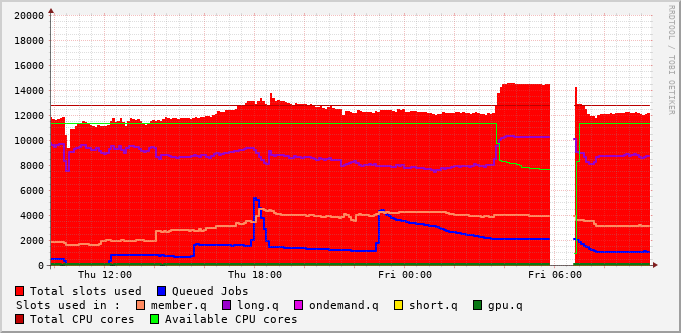 20000
18000
16000
14000
12000
10000
8000
6000
4000
2000
0
Thu 12:00 Thu 18:00 Fri 00:00 Fri 06:00
RRDTOOL / TOBI OETIKER
Total slots used Queued Jobs
Slots used in : member.q long.q ondemand.q short.q gpu.q
Total CPU cores Available CPU cores